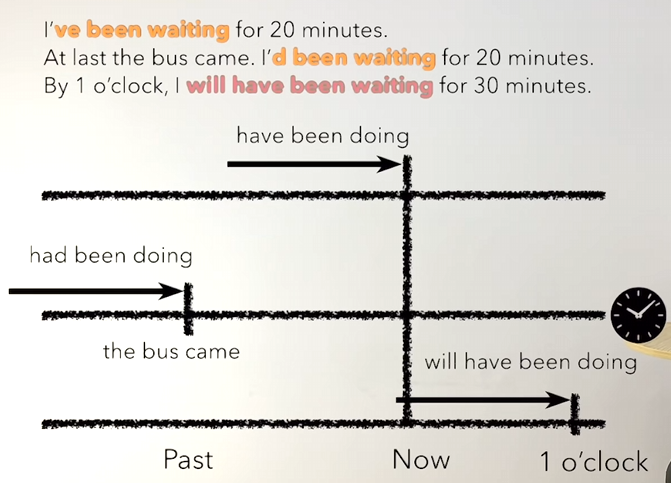 I've been waiting for 20 minutes.
At last the bus came. I'd been waiting for 20 minutes.
By 1 o'clock, I will have been waiting for 30 minutes.
have been doing
had been doing
the bus came
will have been doing
Past
Now
1 o'clock